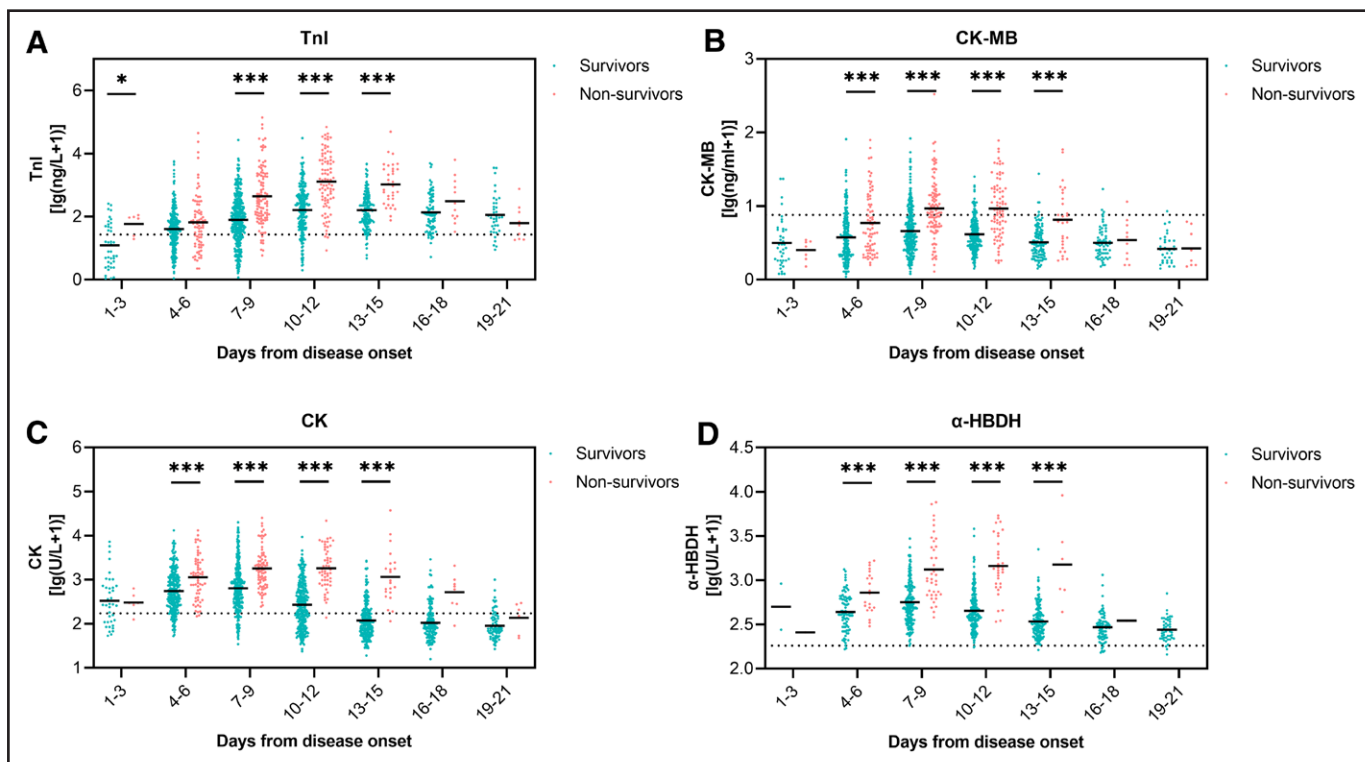 A
TnI
TnI
[lg(ng/L+1)]
6
4
2
0
* *** *** ***
1-3 4-6 7-9 10-12 13-15 16-18 19-21
Days from disease onset
Survivors
Non-survivors
B
CK-MB
CK-MB
[lg(ng/ml+1)]
3
2
1
0
*** *** *** ***
1-3 4-6 7-9 10-12 13-15 16-18 19-21
Days from disease onset
Survivors
Non-survivors
C
CK
CK
[lg(U/L+1)]
6
5
4
3
2
1
*** *** *** ***
1-3 4-6 7-9 10-12 13-15 16-18 19-21
Days from disease onset
Survivors
Non-survivors
D
α-HBDH
α-HBDH
[lg(U/L+1)]
4.5
4.0
3.5
3.0
2.5
2.0
*** *** *** ***
1-3 4-6 7-9 10-12 13-15 16-18 19-21
Days from disease onset
Survivors
Non-survivors